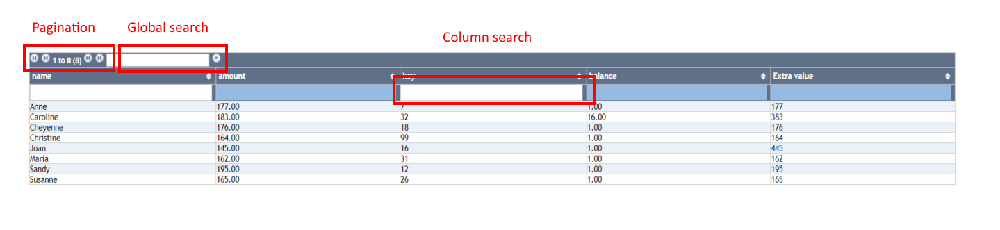 Pagination Global search
Column search
1 to 8 (8)
name amount key balance Extra value
Anne 177.00 7 1.00 177
Caroline 183.00 32 16.00 383
Cheyenne 176.00 18 1.00 176
Christine 164.00 99 1.00 164
Joan 145.00 16 1.00 445
Maria 162.00 31 1.00 162
Sandy 195.00 12 1.00 195
Susanne 165.00 26 1.00 165